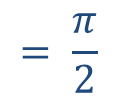 = π/2